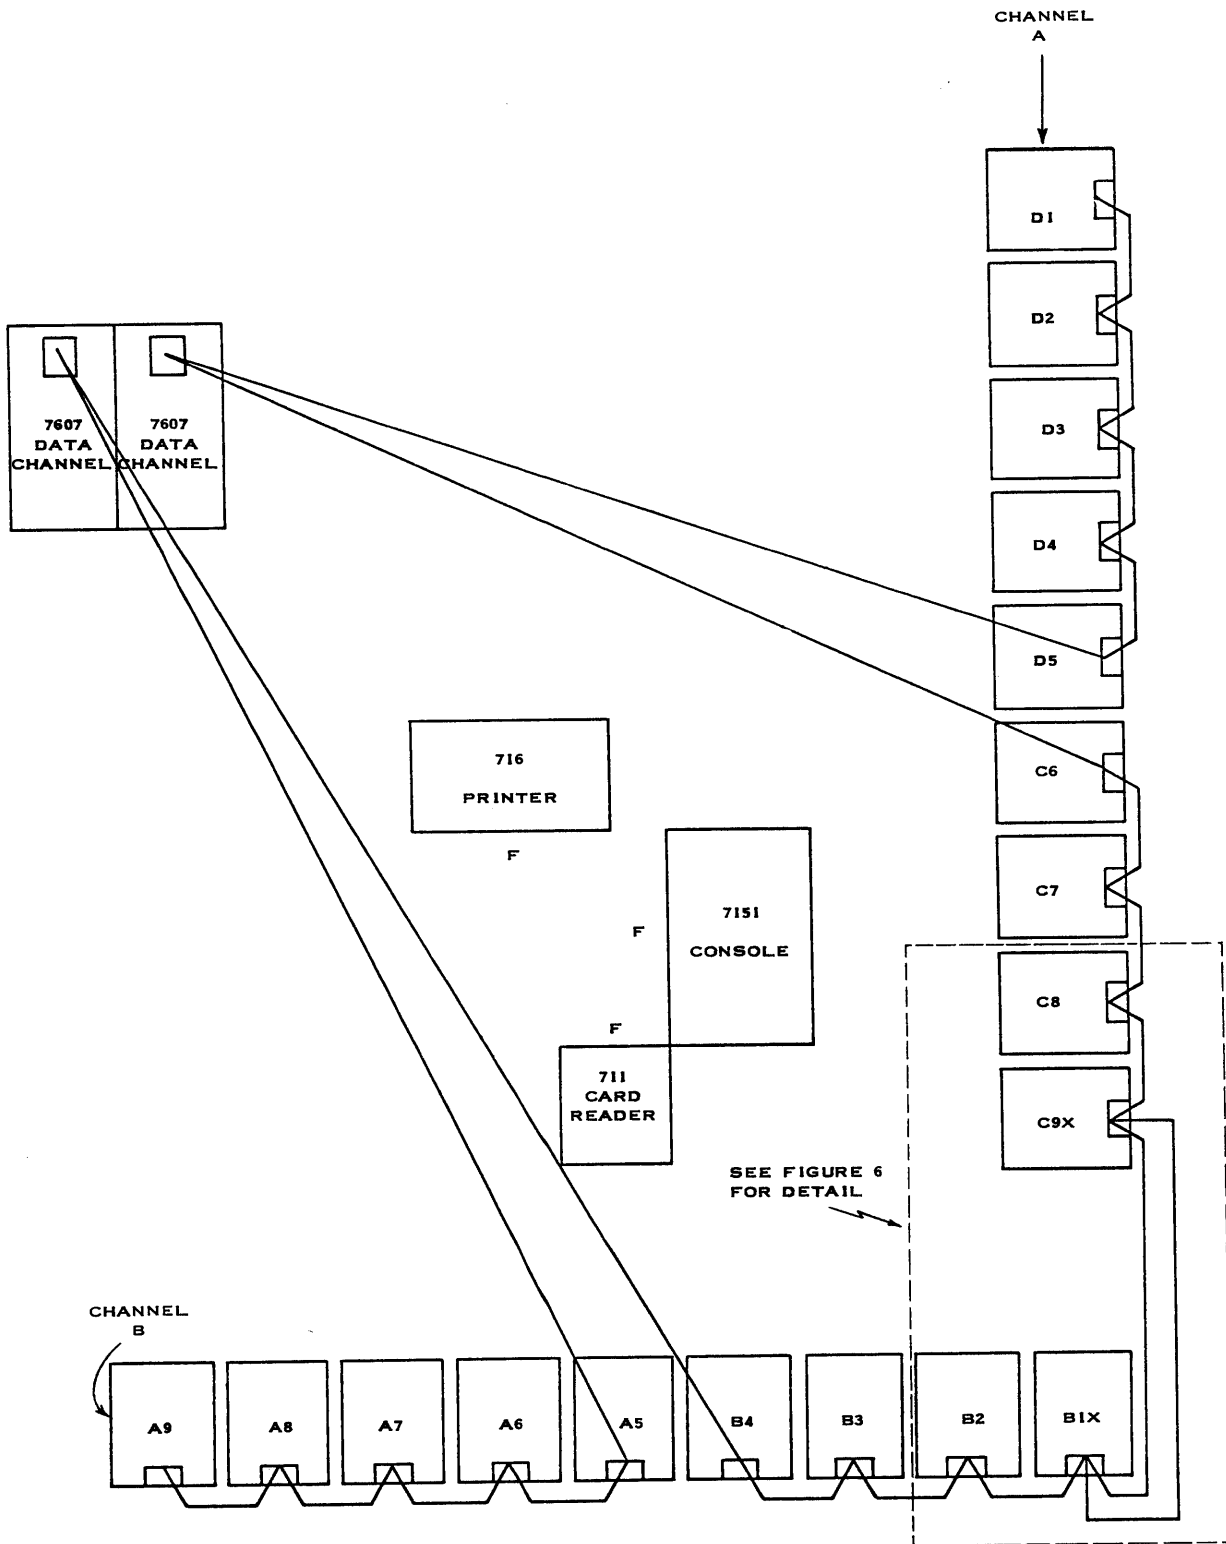 CHANNEL
A
D1
D2
7607
DATA
CHANNEL
7607
DATA
CHANNEL
D3
D4
D5
716
PRINTER
C6
F
C7
7151
CONSOLE
F
C8
F
711
CARD
READER
C9X
SEE FIGURE 6
FOR DETAIL
CHANNEL
B
A9
A8
A7
A6
A5
B4
B3
B2
B1X